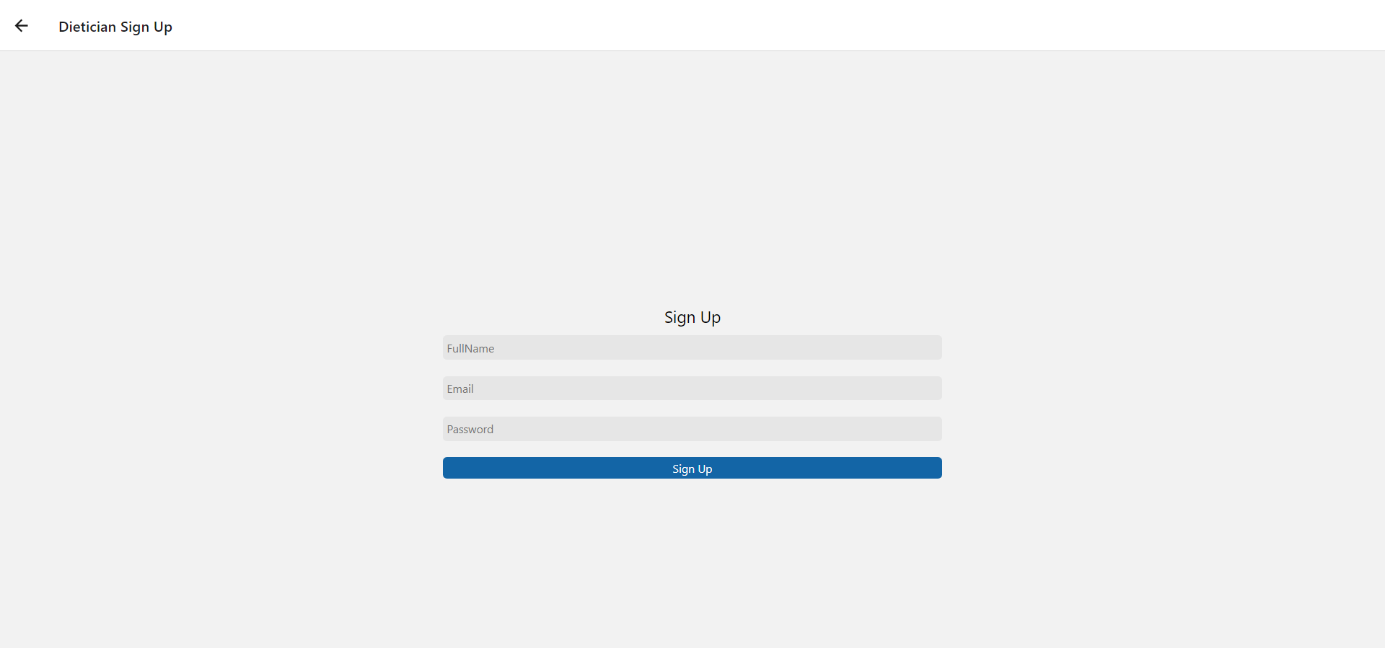 Dietician Sign Up
Sign Up
FullName
Email
Password
Sign Up